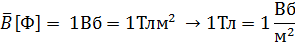 B̅[Ф] = 1Вб = 1Тлм² → 1Тл = 1 Вб/м²